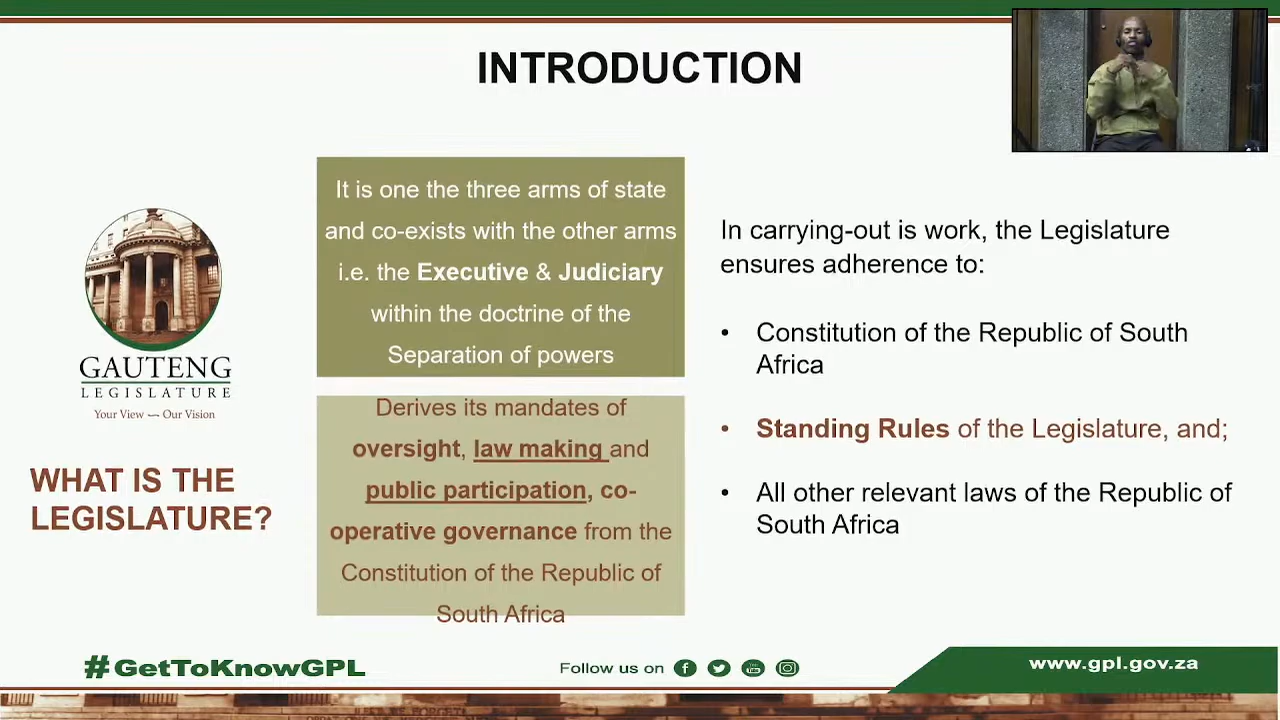 INTRODUCTION
It is one the three arms of state
and co-exists with the other arms
i.e. the Executive & Judiciary
within the doctrine of the
Separation of powers
GAUTENG
LEGISLATURE
Your View — Our Vision
WHAT IS THE
LEGISLATURE?
Derives its mandates of
oversight, law making and
public participation, co-
operative governance from the
Constitution of the Republic of
South Africa
In carrying-out is work, the Legislature
ensures adherence to:
• Constitution of the Republic of South
Africa
• Standing Rules of the Legislature, and;
• All other relevant laws of the Republic of
South Africa
#GetToKnowGPL
Follow us on
www.gpl.gov.za